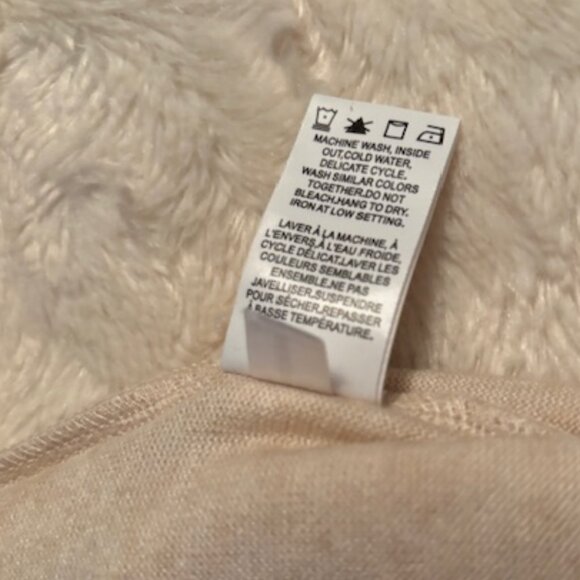 MACHINE WASH, INSIDE
OUT,COLD WATER,
DELICATE CYCLE.
WASH SIMILAR COLORS
TOGETHER.DO NOT
BLEACH.HANG TO DRY.
IRON AT LOW SETTING.
LAVER À LA MACHINE, À
L'ENVERS,À L'EAU FROIDE,
CYCLE DÉLICAT.LAVER LES
COULEURS SEMBLABLES
ENSEMBLE.NE PAS
JAVELLISER.SUSPENDRE
POUR SÉCHER.REPASSER
À BASSE TEMPÉRATURE.